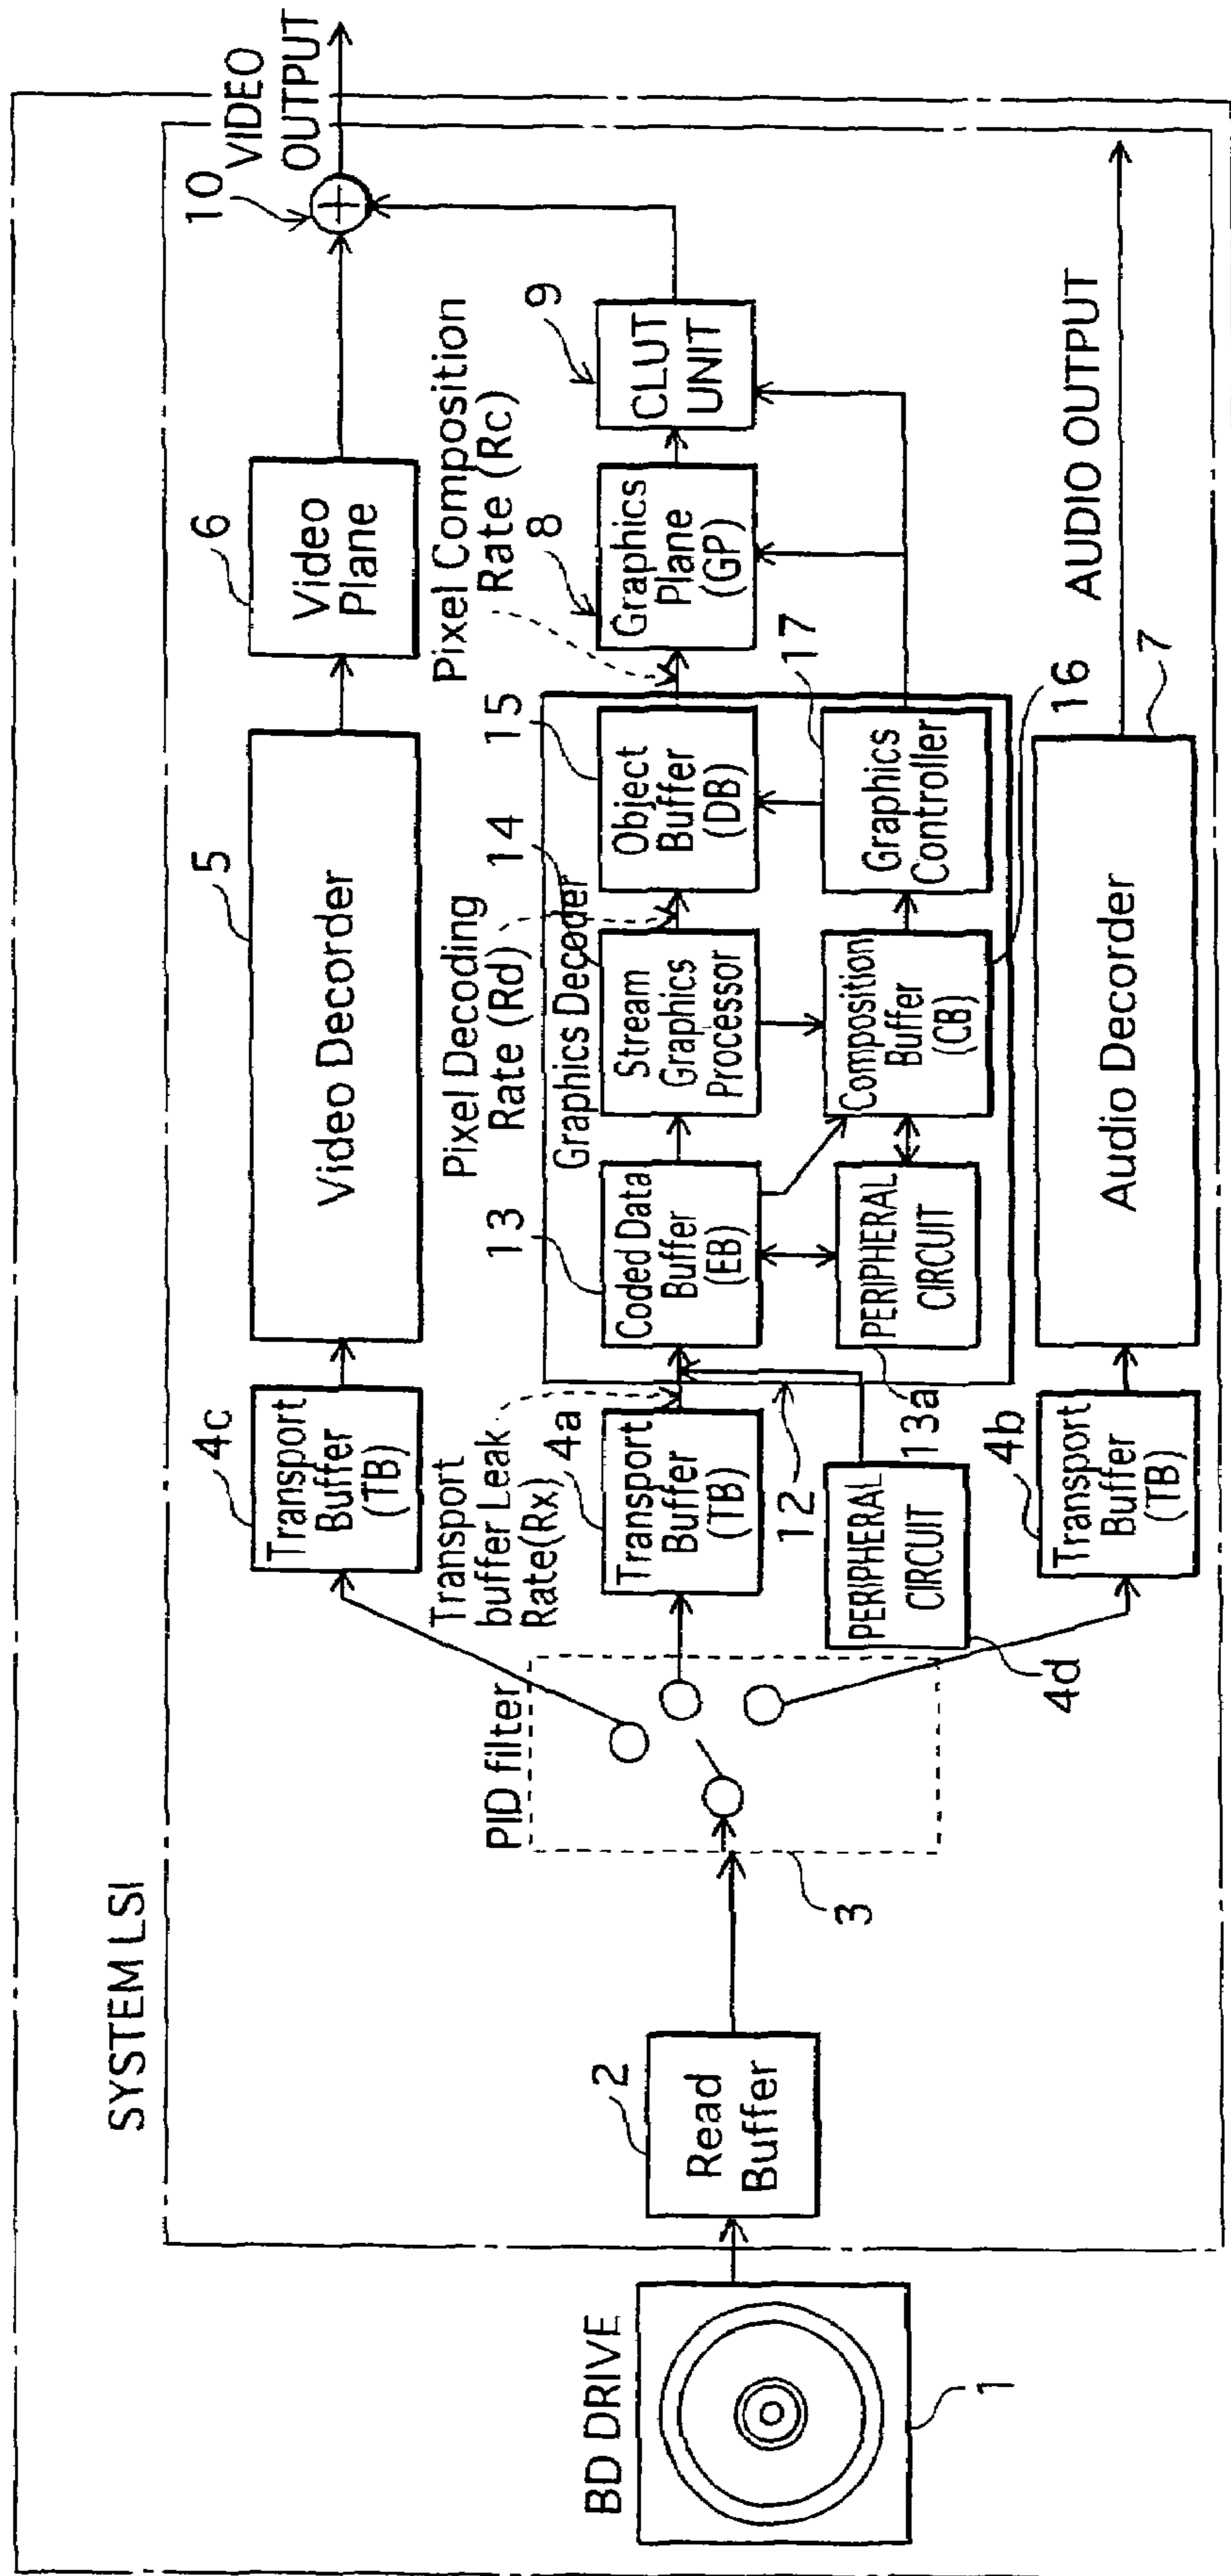 SYSTEM LSI
BD DRIVE
1
2
Read
Buffer
PID filter
3
4c
Transport
Buffer
(TB)
5
Video Decorder
6
Video
Plane
10
VIDEO
OUTPUT
Transport
buffer Leak
Rate(Rx)
4a
Transport
Buffer
(TB)
12
PERIPHERAL
CIRCUIT
4d
Pixel Decoding
Rate (Rd)
Graphics Decoder
13
Coded Data
Buffer
(EB)
14
Stream
Graphics
Processor
15
Object
Buffer
(DB)
PERIPHERAL
CIRCUIT
13a
Composition
Buffer
(CB)
16
17
Graphics
Controller
Pixel Composition
Rate (Rc)
8
Graphics
Plane
(GP)
9
CLUT
UNIT
4b
Transport
Buffer
(TB)
Audio Decorder
7
AUDIO OUTPUT